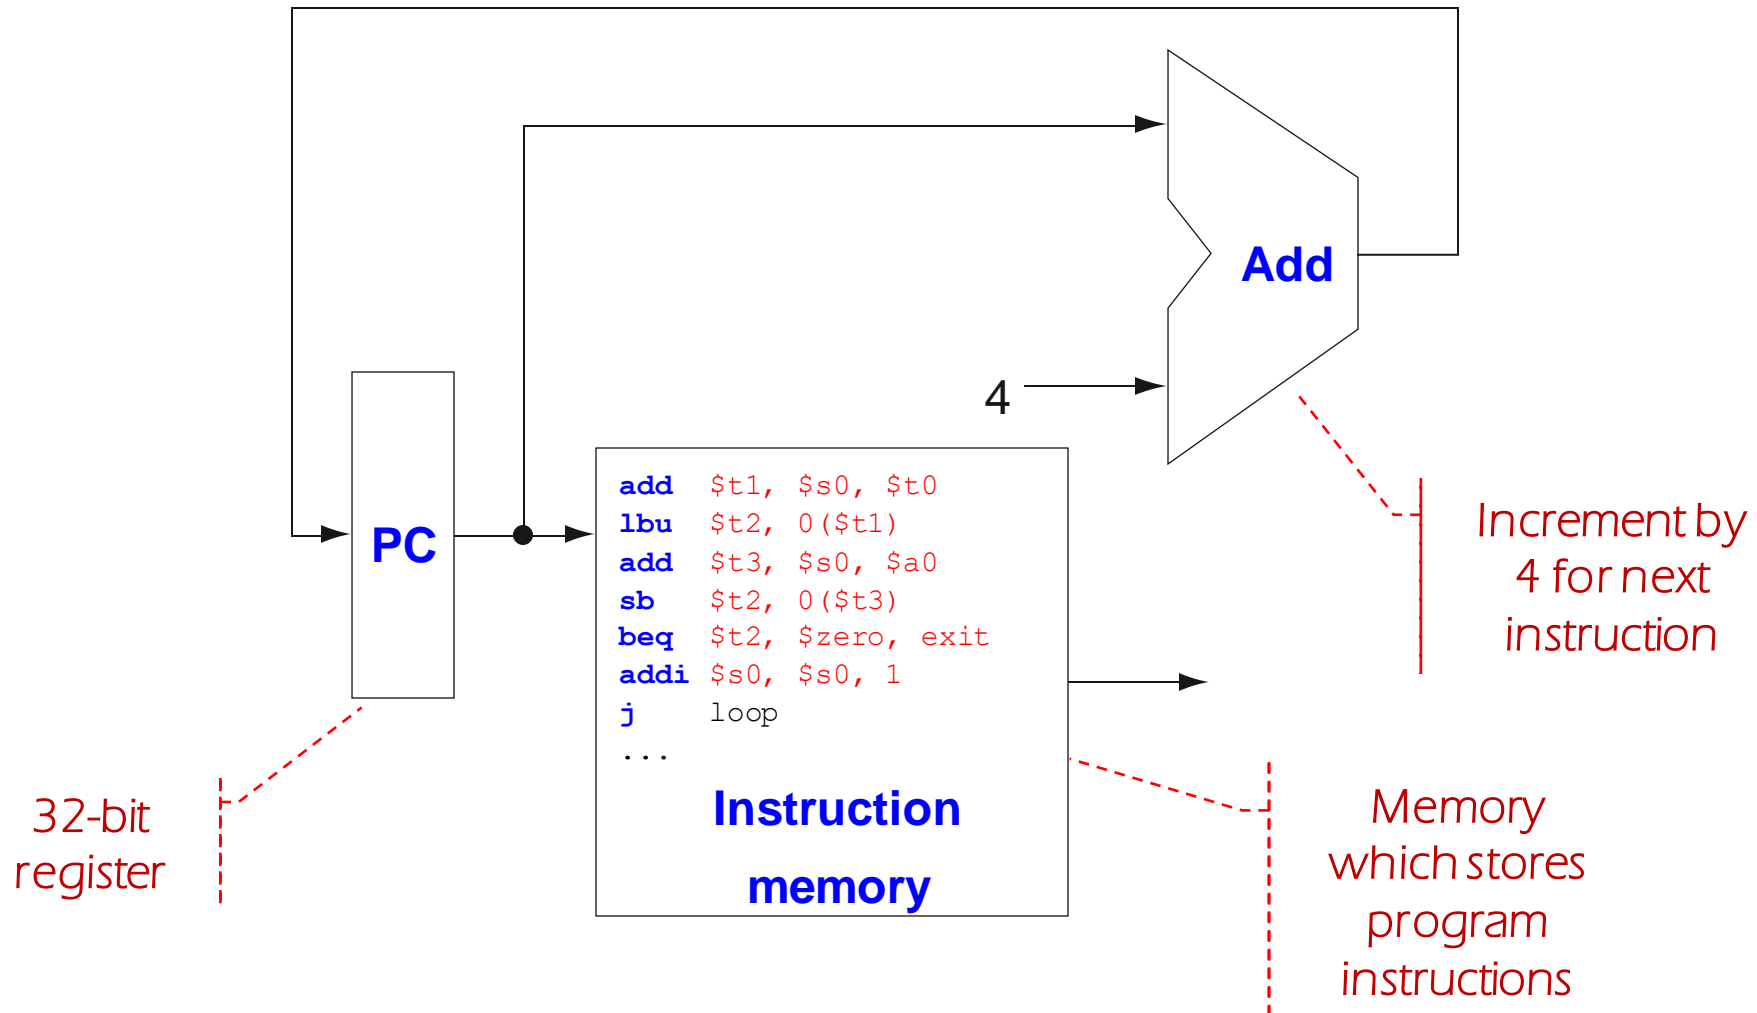 Add
4
PC
add $t1, $s0, $t0
lbu $t2, 0($t1)
add $t3, $s0, $a0
sb $t2, 0($t3)
beq $t2, $zero, exit
addi $s0, $s0, 1
j loop
...
Instruction
memory
Increment by
4 for next
instruction
32-bit
register
Memory
which stores
program
instructions